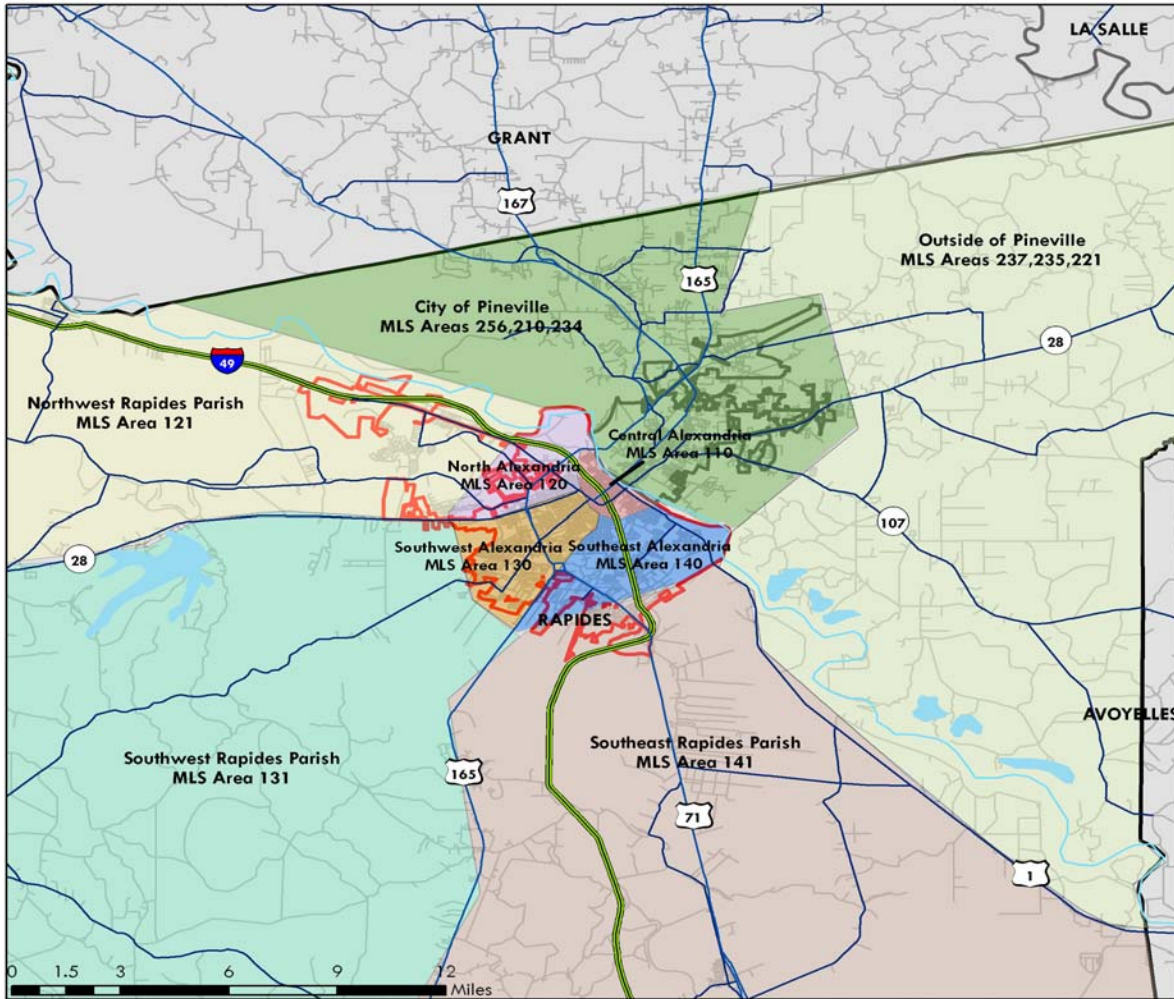 LA SALLE
GRANT
167
Outside of Pineville
MLS Areas 237,235,221
165
City of Pineville
MLS Areas 256,210,234
28
49
Northwest Rapides Parish
MLS Area 121
Central Alexandria
MLS Area 110
North Alexandria
MLS Area 120
107
28
Southwest Alexandria
MLS Area 130
Southeast Alexandria
MLS Area 140
RAPIDES
AVOYELLES
Southwest Rapides Parish
MLS Area 131
Southeast Rapides Parish
MLS Area 141
165
71
1
0 1.5 3 6 9 12
Miles